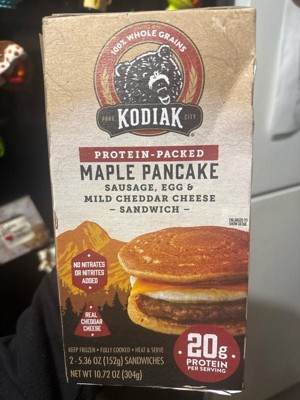 100% WHOLE GRAINS
PARK CITY
KODIAK
PROTEIN-PACKED
MAPLE PANCAKE
SAUSAGE, EGG &
MILD CHEDDAR CHEESE
– SANDWICH –
ENLARGED TO
SHOW DETAIL
NO NITRATES
OR NITRITES
ADDED
REAL
CHEDDAR
CHEESE
20g
PROTEIN
PER SERVING
KEEP FROZEN • FULLY COOKED • HEAT & SERVE
2 - 5.36 OZ (152g) SANDWICHES
NET WT 10.72 OZ (304g)